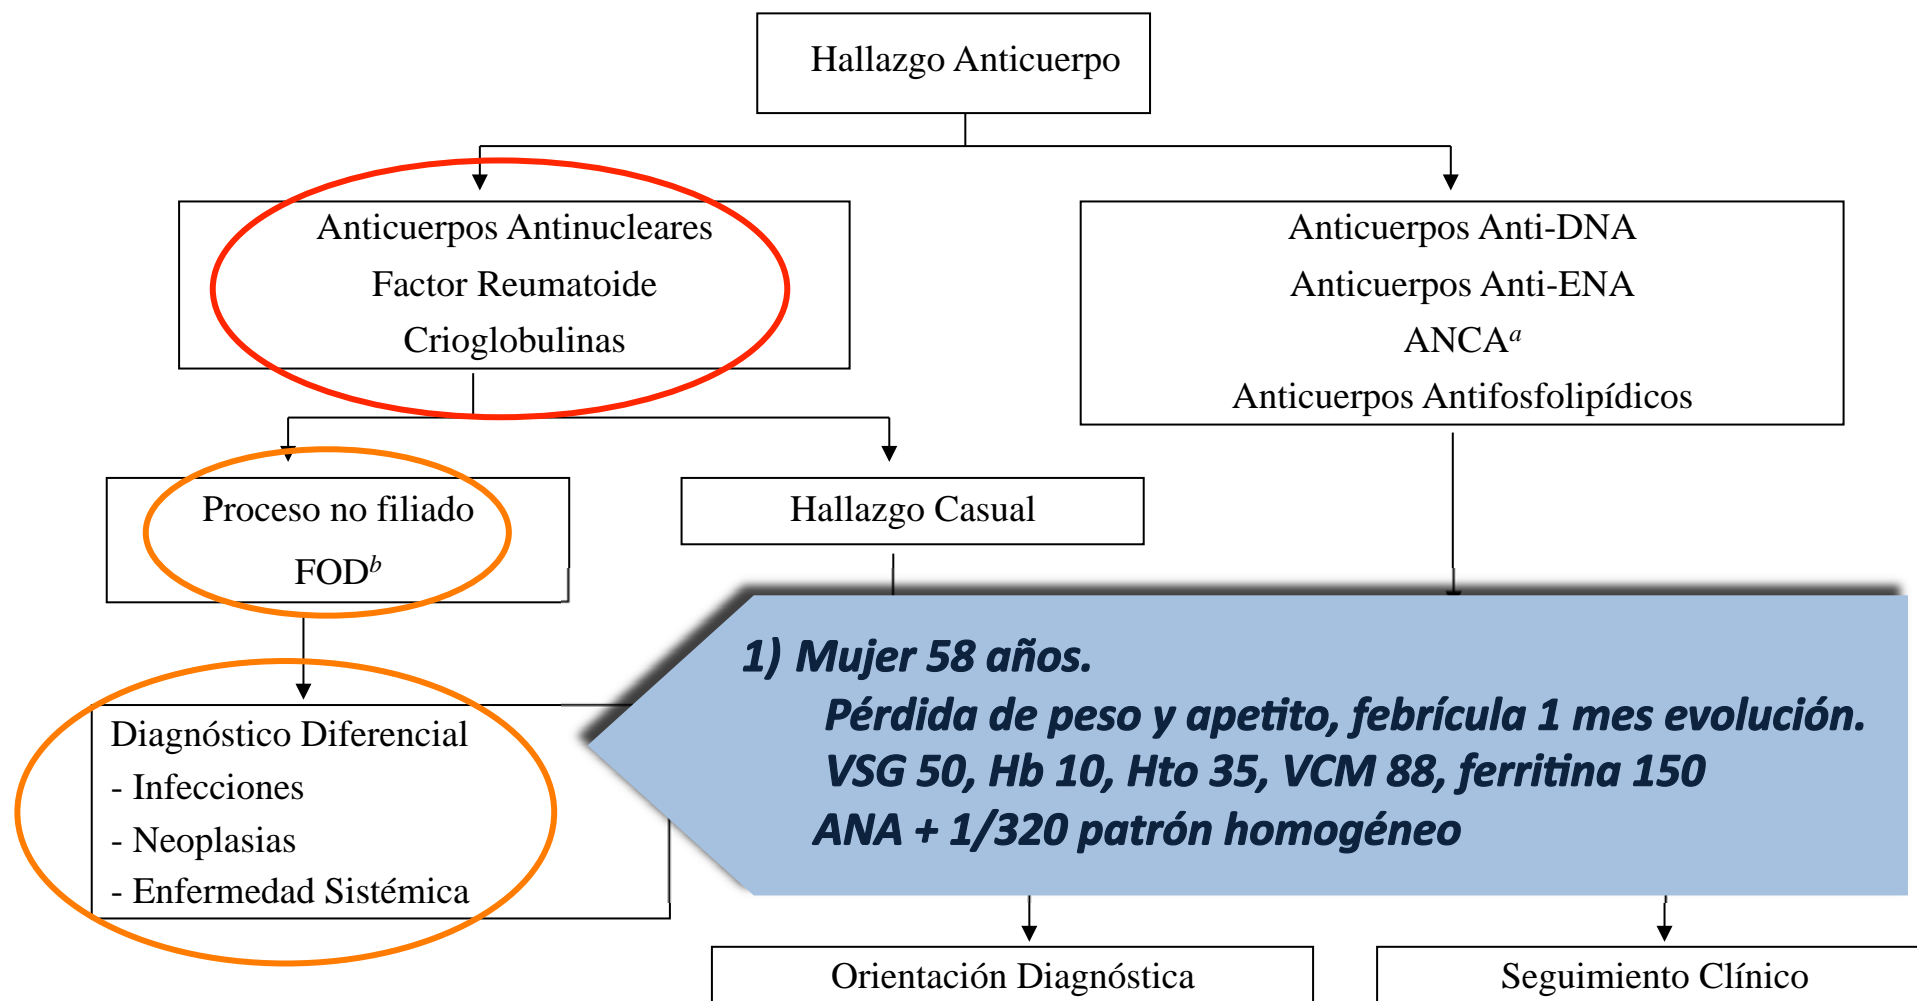 Hallazgo Anticuerpo
Anticuerpos Antinucleares
Factor Reumatoide
Crioglobulinas
Anticuerpos Anti-DNA
Anticuerpos Anti-ENA
ANCAa
Anticuerpos Antifosfolipídicos
Proceso no filiado
FODb
Hallazgo Casual
Diagnóstico Diferencial
- Infecciones
- Neoplasias
- Enfermedad Sistémica
1) Mujer 58 años.
Pérdida de peso y apetito, febrícula 1 mes evolución.
VSG 50, Hb 10, Hto 35, VCM 88, ferritina 150
ANA + 1/320 patrón homogéneo
Orientación Diagnóstica
Seguimiento Clínico